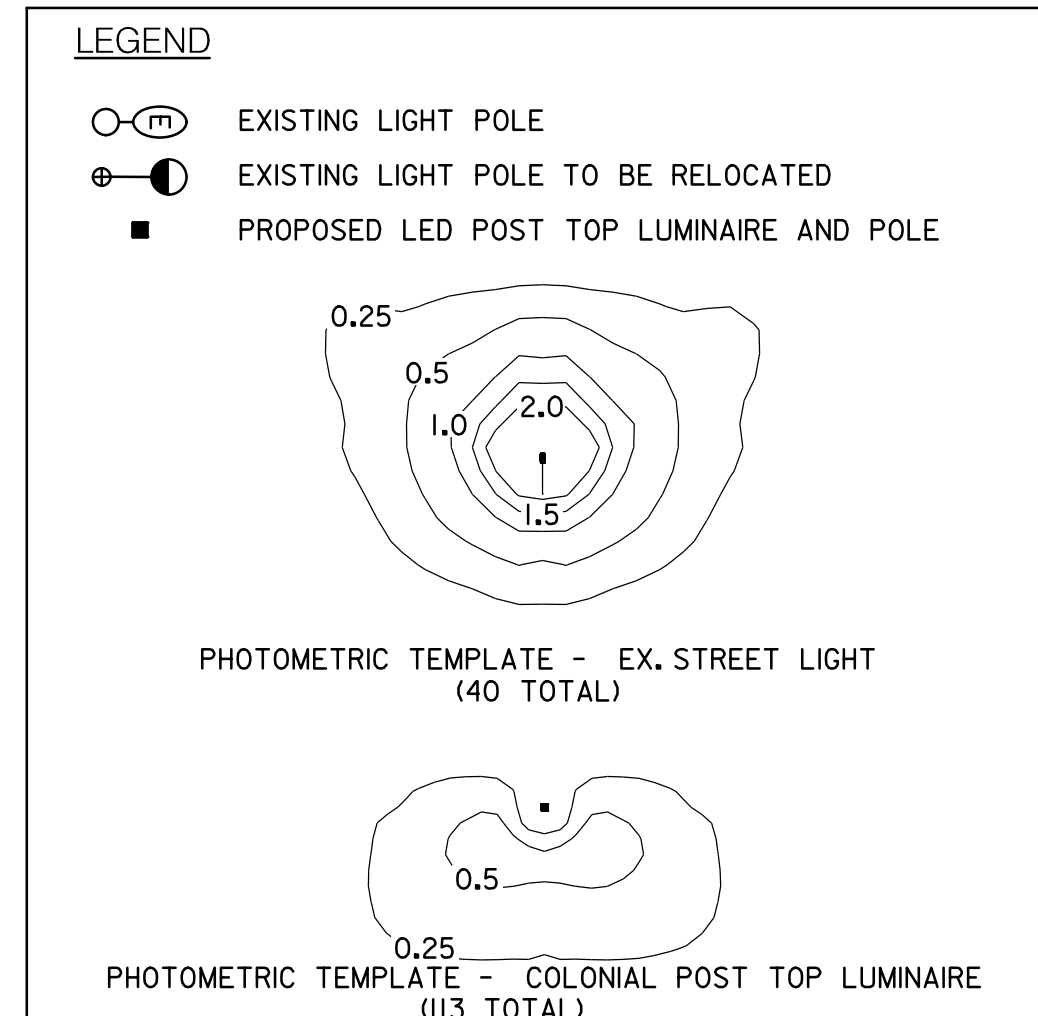 LEGEND
E EXISTING LIGHT POLE
EXISTING LIGHT POLE TO BE RELOCATED
PROPOSED LED POST TOP LUMINAIRE AND POLE
0.25
0.5
1.0
2.0
1.5
PHOTOMETRIC TEMPLATE - EX. STREET LIGHT
(40 TOTAL)
0.5
0.25
PHOTOMETRIC TEMPLATE - COLONIAL POST TOP LUMINAIRE
(113 TOTAL)